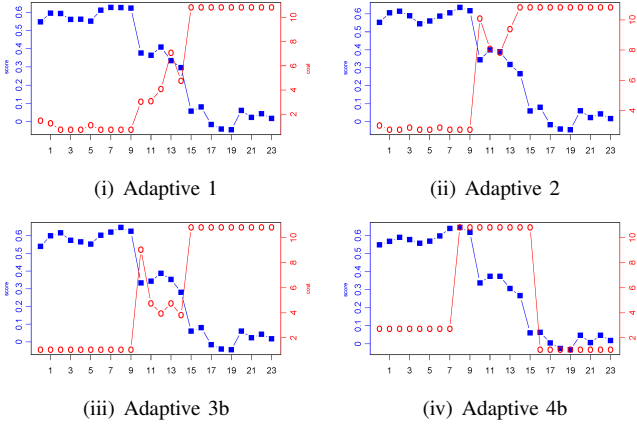 score
0 0.1 0.2 0.3 0.4 0.5 0.6
2 4 6 8 10
cost
1 3 5 7 9 11 13 15 17 19 21 23
(i) Adaptive 1
score
0 0.1 0.2 0.3 0.4 0.5 0.6
4 6 8 10
1 3 5 7 9 11 13 15 17 19 21 23
(ii) Adaptive 2
score
0 0.1 0.2 0.3 0.4 0.5 0.6
2 4 6 8 10
cost
1 3 5 7 9 11 13 15 17 19 21 23
(iii) Adaptive 3b
score
0 0.1 0.2 0.3 0.4 0.5 0.6
2 4 6 8 10
1 3 5 7 9 11 13 15 17 19 21 23
(iv) Adaptive 4b